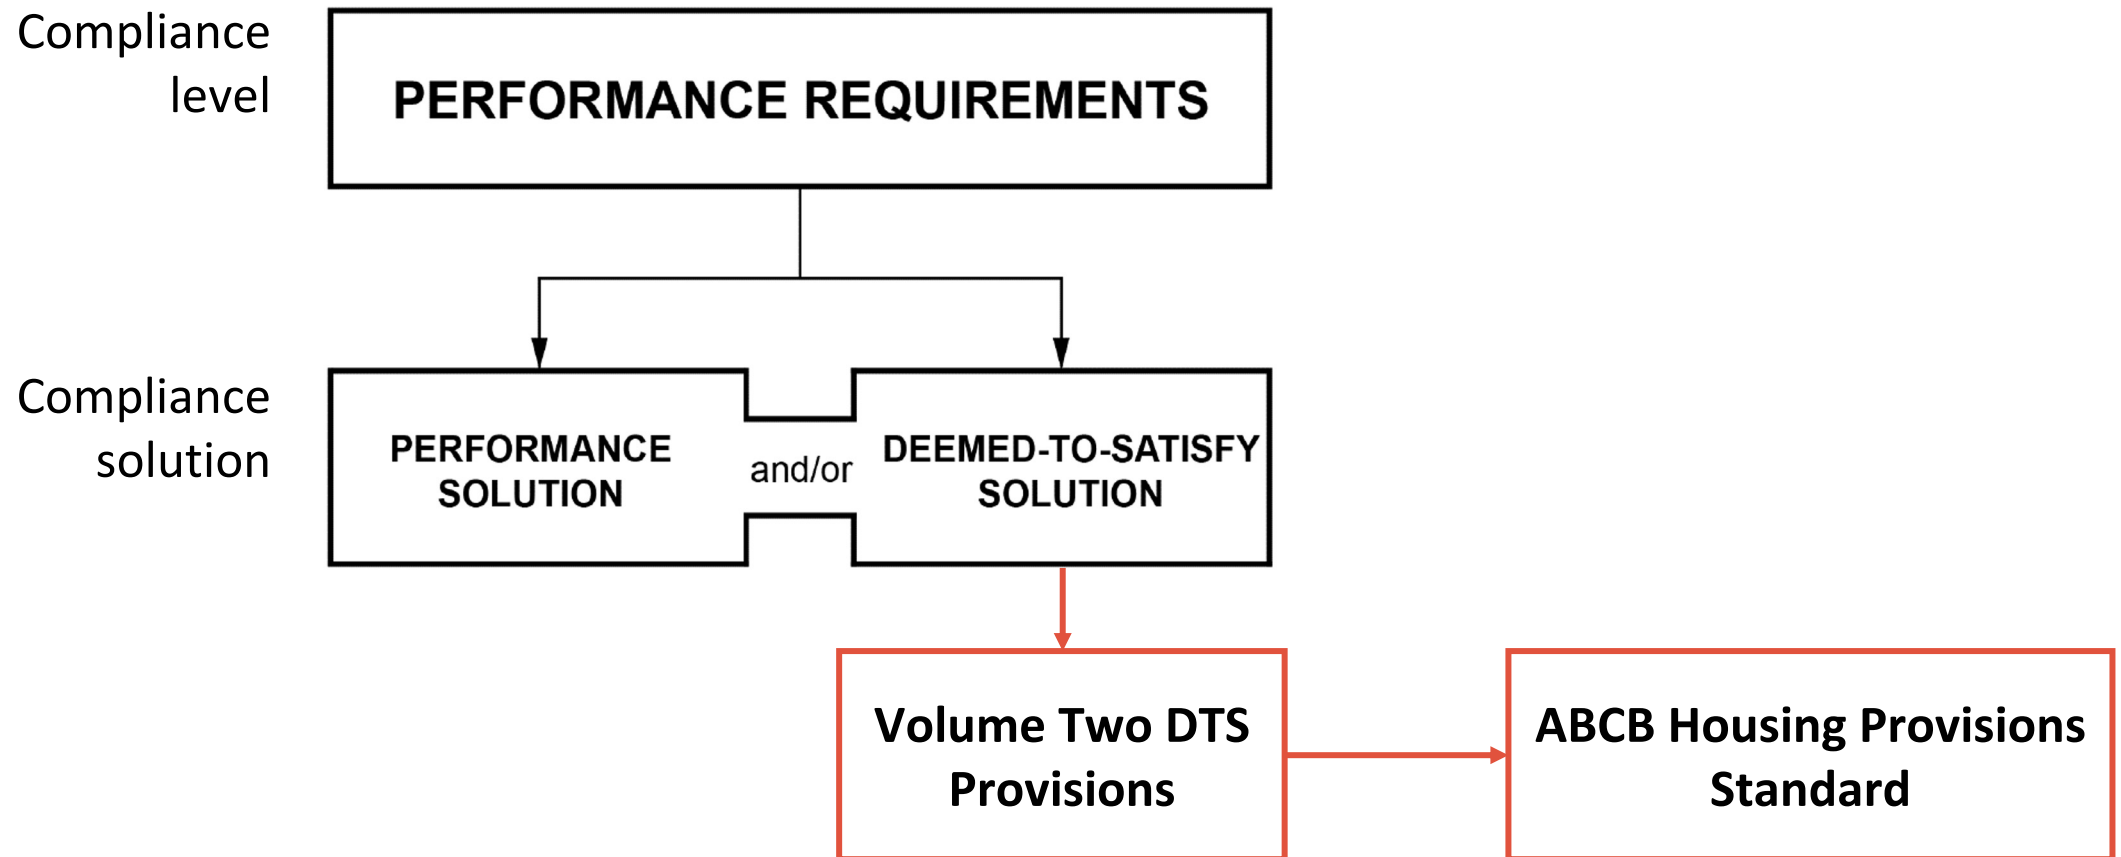 Compliance
level
PERFORMANCE REQUIREMENTS
Compliance
solution
PERFORMANCE
SOLUTION
and/or
DEEMED-TO-SATISFY
SOLUTION
Volume Two DTS
Provisions
ABCB Housing Provisions
Standard